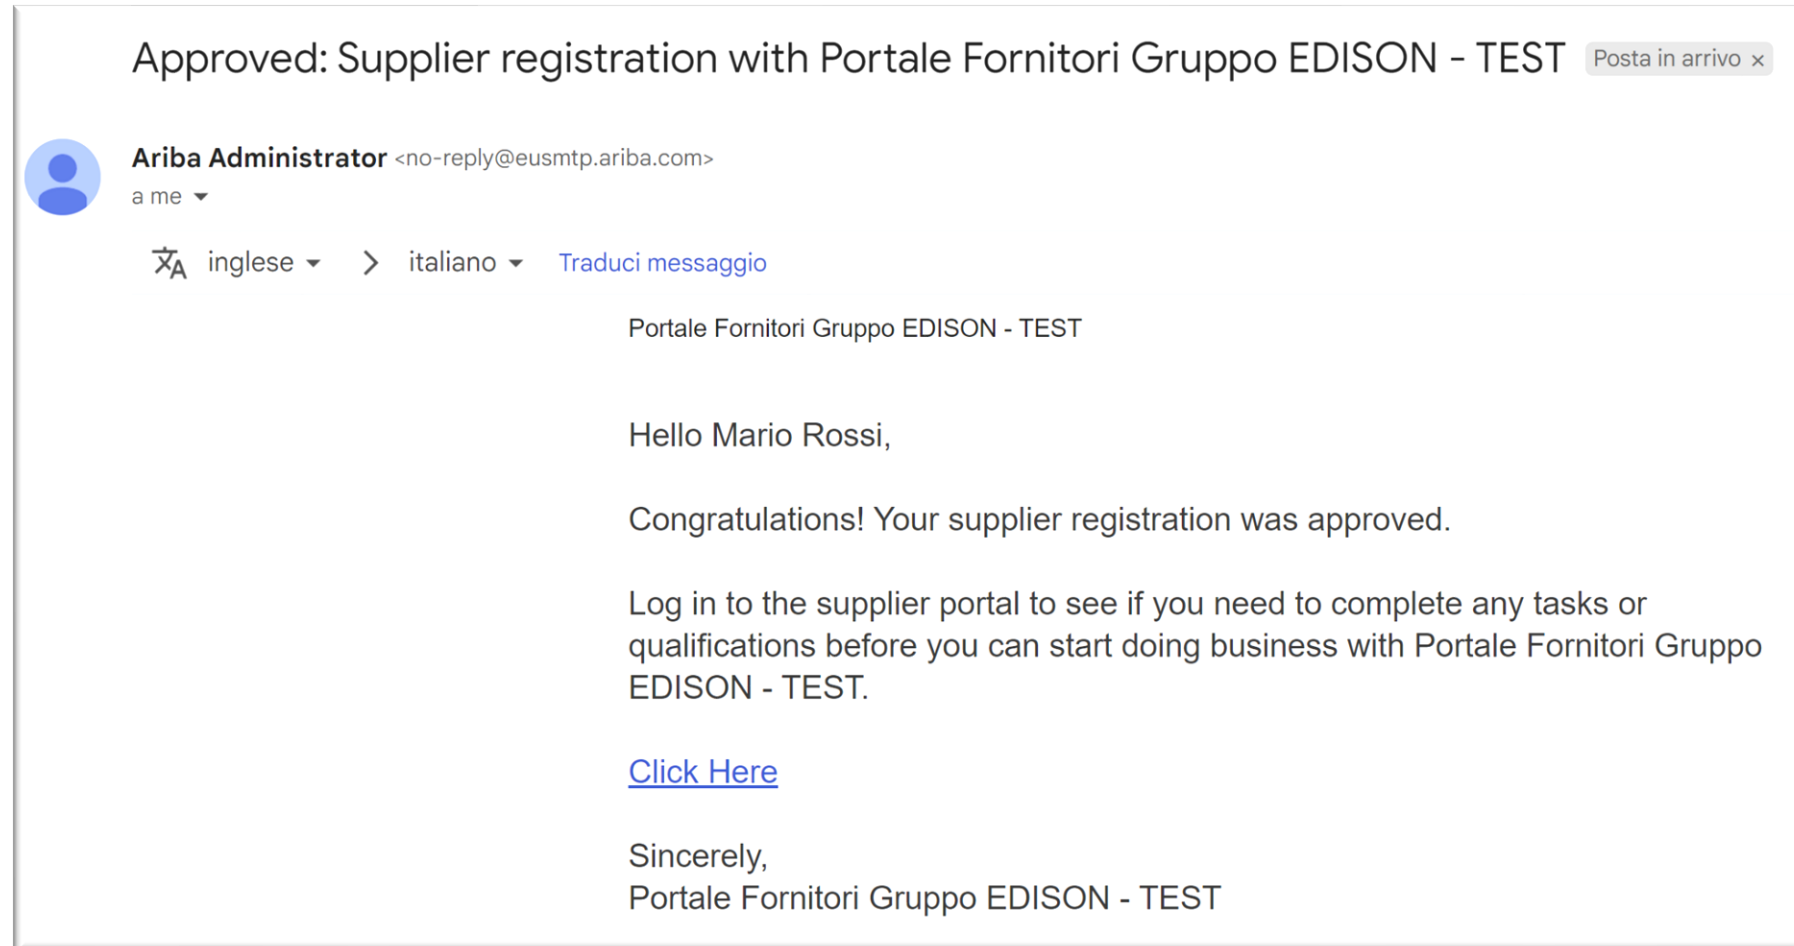 Approved: Supplier registration with Portale Fornitori Gruppo EDISON - TEST Posta in arrivo ×
Ariba Administrator <no-reply@eusmtp.ariba.com>
a me
inglese > italiano Traduci messaggio
Portale Fornitori Gruppo EDISON - TEST
Hello Mario Rossi,
Congratulations! Your supplier registration was approved.
Log in to the supplier portal to see if you need to complete any tasks or
qualifications before you can start doing business with Portale Fornitori Gruppo
EDISON - TEST.
Click Here
Sincerely,
Portale Fornitori Gruppo EDISON - TEST